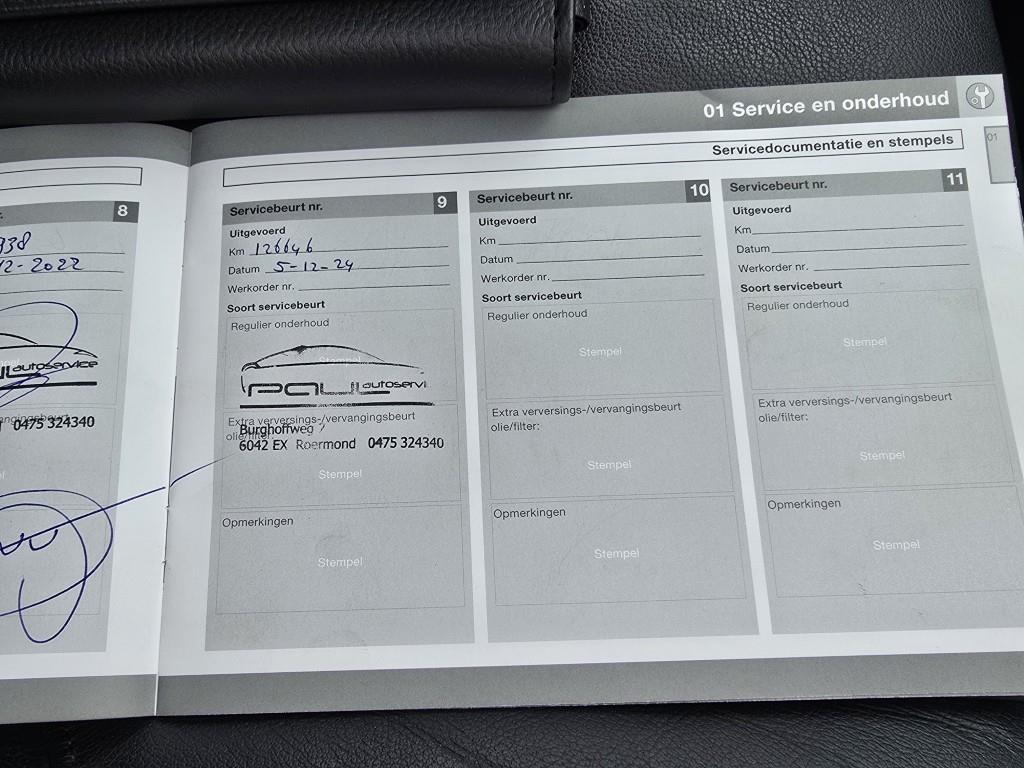 01 Service en onderhoud
01
Servicedocumentatie en stempels
8
938
12-2022
autoservice
0475 324340
Servicebeurt nr. 9
Uitgevoerd
Km 126646
Datum 5-12-24
Werkorder nr.
Soort servicebeurt
Regulier onderhoud
Stempel
PAUL autoservi
Extra verversings-/vervangingsbeurt
olie/filter:
Burghoffweg 7
6042 EX Roermond 0475 324340
Stempel
Opmerkingen
Stempel
Servicebeurt nr. 10
Uitgevoerd
Km
Datum
Werkorder nr.
Soort servicebeurt
Regulier onderhoud
Stempel
Extra verversings-/vervangingsbeurt
olie/filter:
Stempel
Opmerkingen
Stempel
Servicebeurt nr. 11
Uitgevoerd
Km
Datum
Werkorder nr.
Soort servicebeurt
Regulier onderhoud
Stempel
Extra verversings-/vervangingsbeurt
olie/filter:
Stempel
Opmerkingen
Stempel